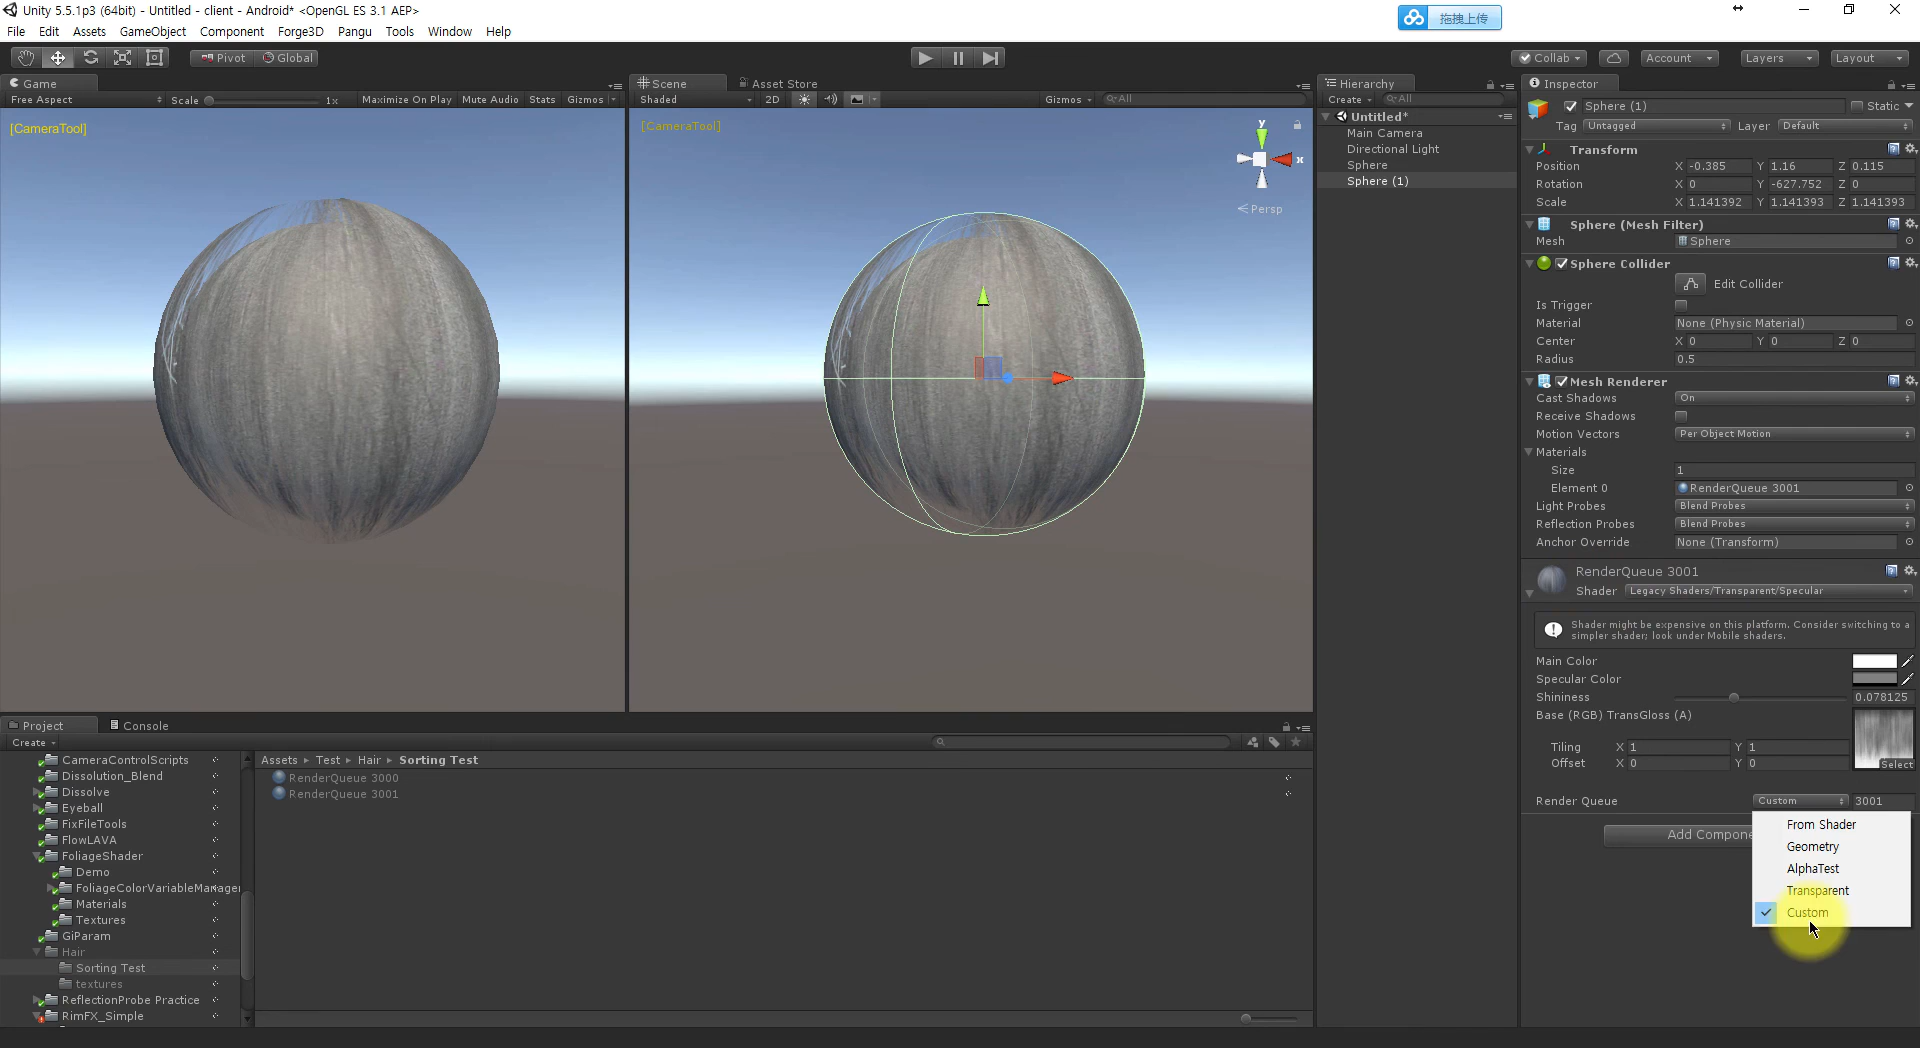 Unity 5.5.1p3 (64bit) - Untitled - client - Android* <OpenGL ES 3.1 AEP>
拖拽上传
File Edit Assets GameObject Component Forge3D Pangu Tools Window Help
Pivot Global
Collab Account Layers Layout
Game
Free Aspect Scale 1x Maximize On Play Mute Audio Stats Gizmos
[CameraTool]
Scene Asset Store
Shaded 2D Gizmos All
[CameraTool]
y
x
Persp
Hierarchy
Create All
Untitled*
Main Camera
Directional Light
Sphere
Sphere (1)
Inspector
Sphere (1) Static
Tag Untagged Layer Default
Transform
Position X -0.385 Y 1.16 Z 0.115
Rotation X 0 Y -627.752 Z 0
Scale X 1.141392 Y 1.141393 Z 1.141393
Sphere (Mesh Filter)
Mesh Sphere
Sphere Collider
Edit Collider
Is Trigger
Material None (Physic Material)
Center X 0 Y 0 Z 0
Radius 0.5
Mesh Renderer
Cast Shadows On
Receive Shadows
Motion Vectors Per Object Motion
Materials
Size 1
Element 0 RenderQueue 3001
Light Probes Blend Probes
Reflection Probes Blend Probes
Anchor Override None (Transform)
RenderQueue 3001
Shader Legacy Shaders/Transparent/Specular
Shader might be expensive on this platform. Consider switching to a
simpler shader; look under Mobile shaders.
Main Color
Specular Color
Shininess 0.078125
Base (RGB) TransGloss (A)
Tiling X 1 Y 1
Offset X 0 Y 0
Select
Render Queue Custom 3001
From Shader
Geometry
AlphaTest
Transparent
Custom
Add Compone
Project Console
Create
CameraControlScripts
Dissolution_Blend
Dissolve
Eyeball
FixFileTools
FlowLAVA
FoliageShader
Demo
FoliageColorVariableManager
Materials
Textures
GiParam
Hair
Sorting Test
textures
ReflectionProbe Practice
RimFX_Simple
Assets Test Hair Sorting Test
RenderQueue 3000
RenderQueue 3001